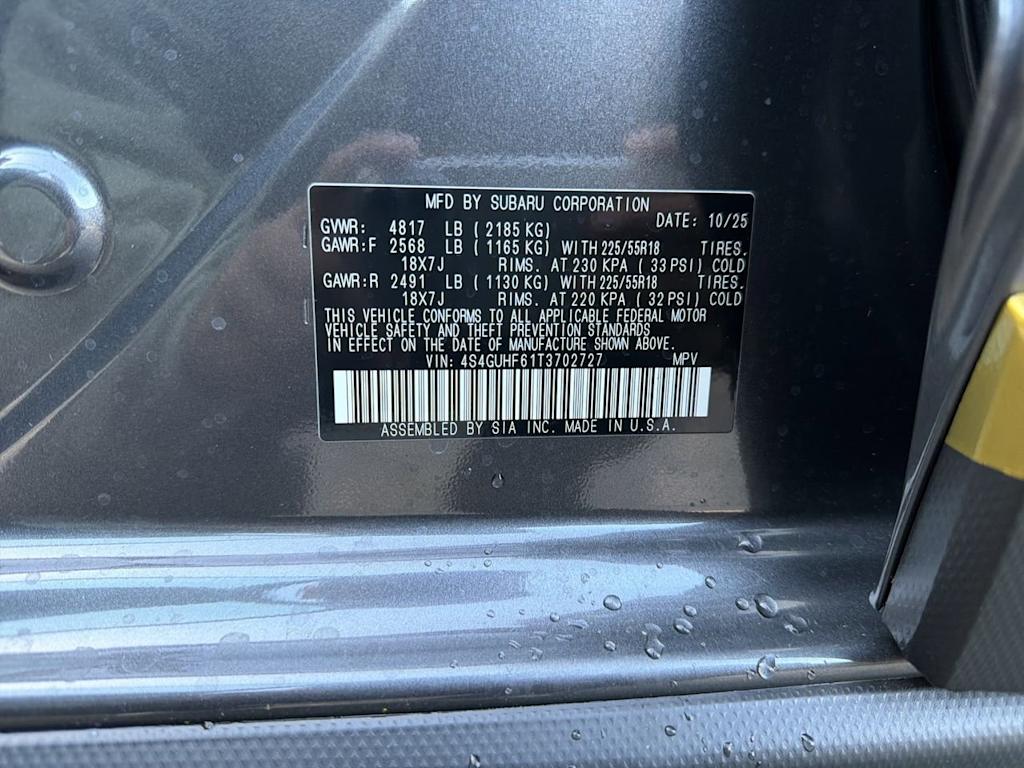 MFD BY SUBARU CORPORATION
DATE: 10/25
GVWR: 4817 LB ( 2185 KG)
GAWR:F 2568 LB ( 1165 KG) WITH 225/55R18 TIRES.
18X7J RIMS. AT 230 KPA ( 33 PSI) COLD
GAWR:R 2491 LB ( 1130 KG) WITH 225/55R18 TIRES.
18X7J RIMS. AT 220 KPA ( 32 PSI) COLD
THIS VEHICLE CONFORMS TO ALL APPLICABLE FEDERAL MOTOR
VEHICLE SAFETY AND THEFT PREVENTION STANDARDS
IN EFFECT ON THE DATE OF MANUFACTURE SHOWN ABOVE.
VIN: 4S4GUHF61T3702727 MPV
ASSEMBLED BY SIA INC. MADE IN U.S.A.